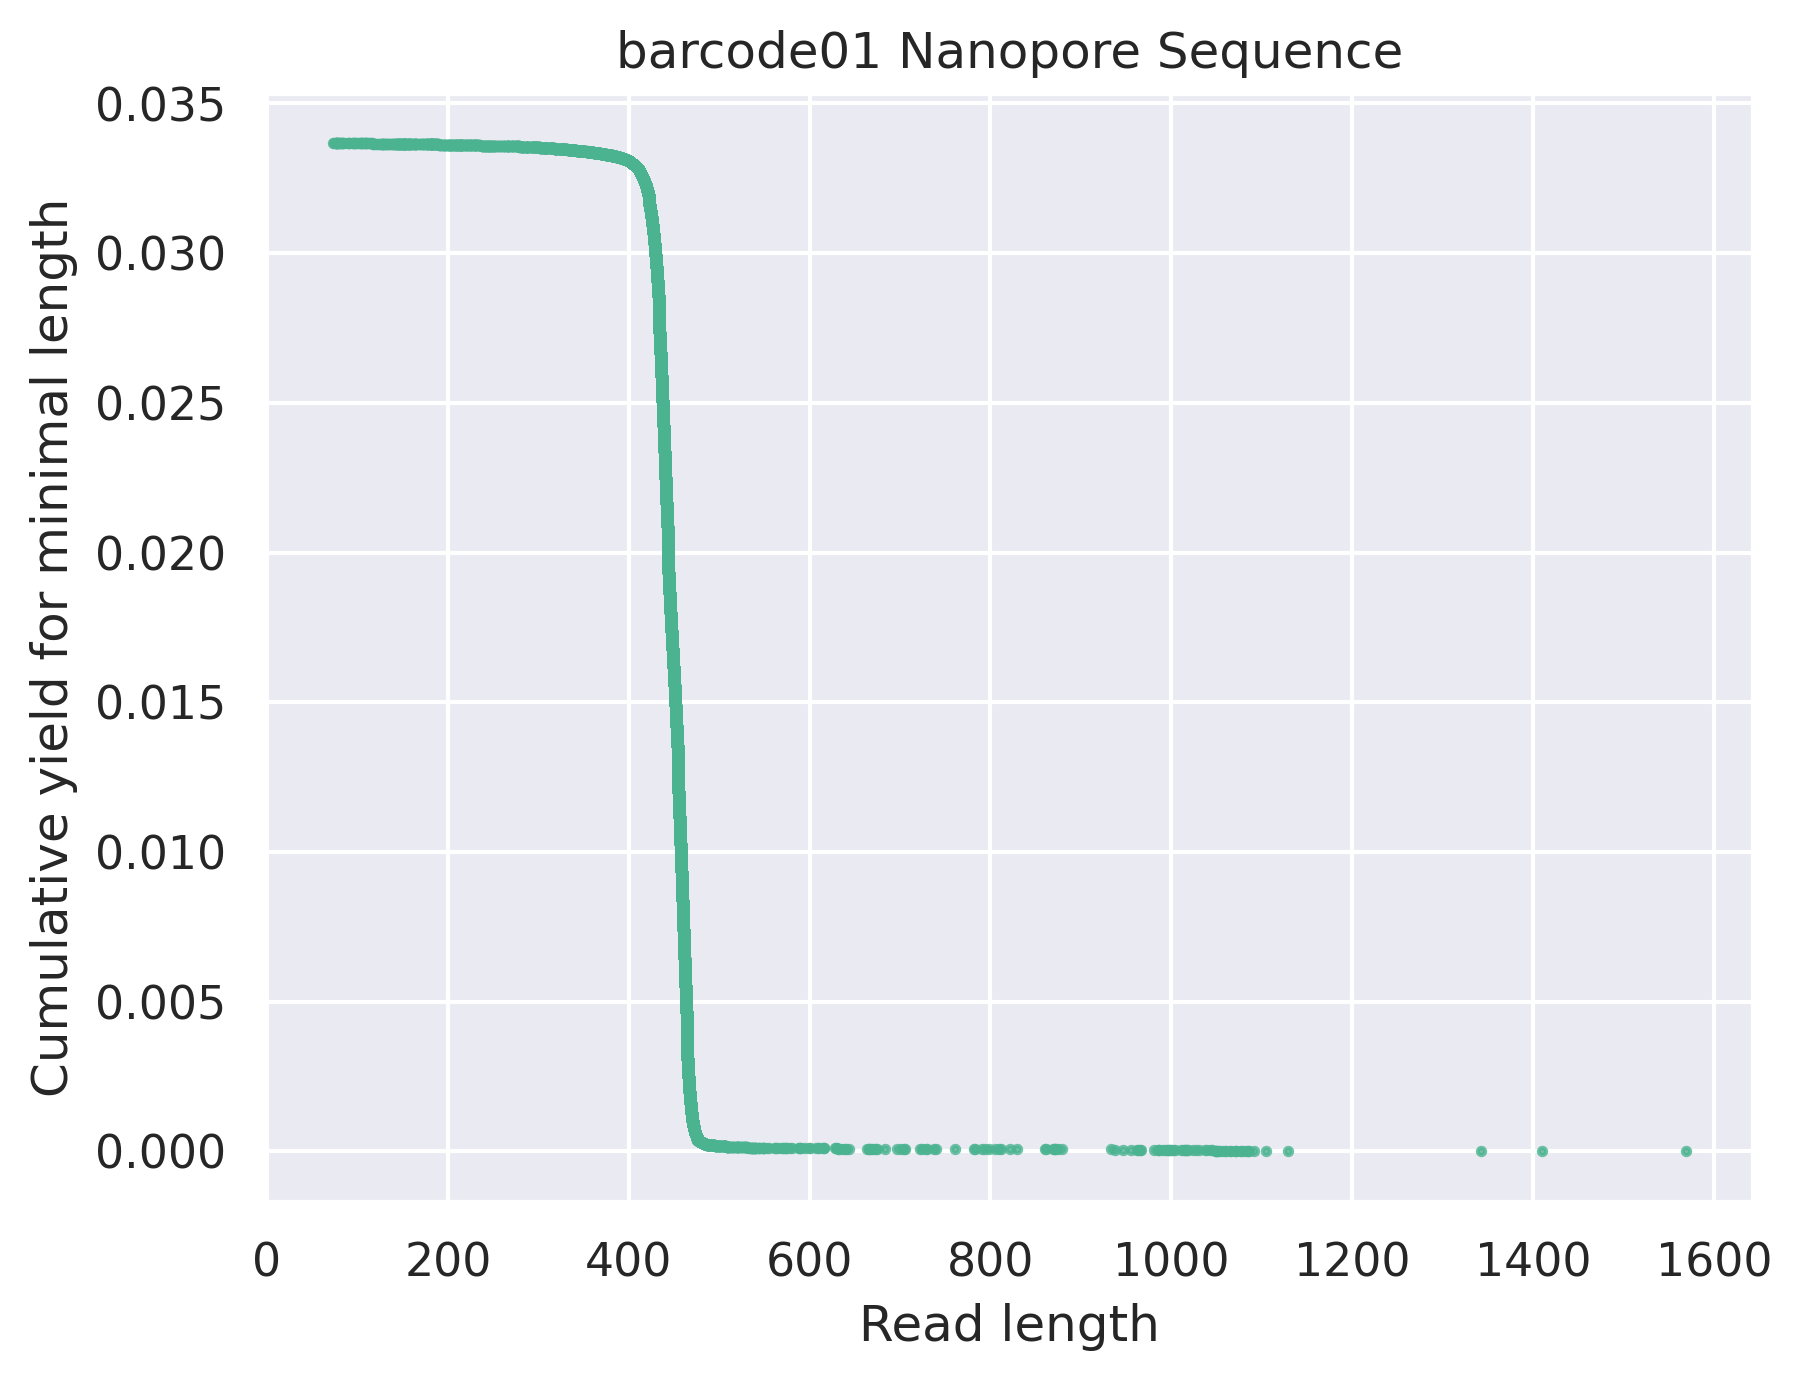 barcode01 Nanopore Sequence
Cumulative yield for minimal length
0.035
0.030
0.025
0.020
0.015
0.010
0.005
0.000
0 200 400 600 800 1000 1200 1400 1600
Read length